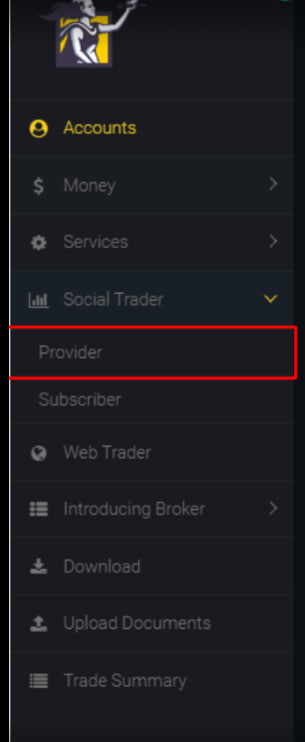 Accounts
$ Money
Services
Social Trader
Provider
Subscriber
Web Trader
Introducing Broker
Download
Upload Documents
Trade Summary